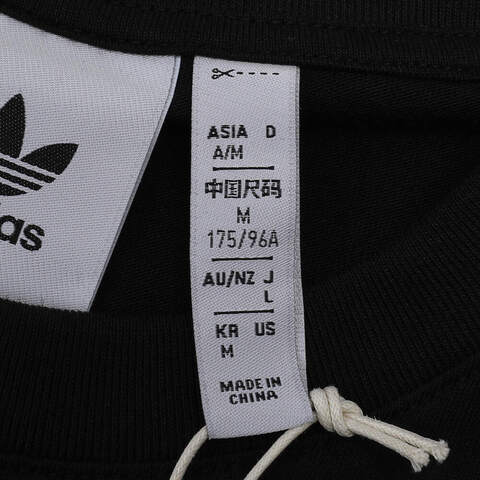 ASIA D
A/M
中国尺码
M
175/96A
AU/NZ J
L
KR US
M
MADE IN
CHINA
das